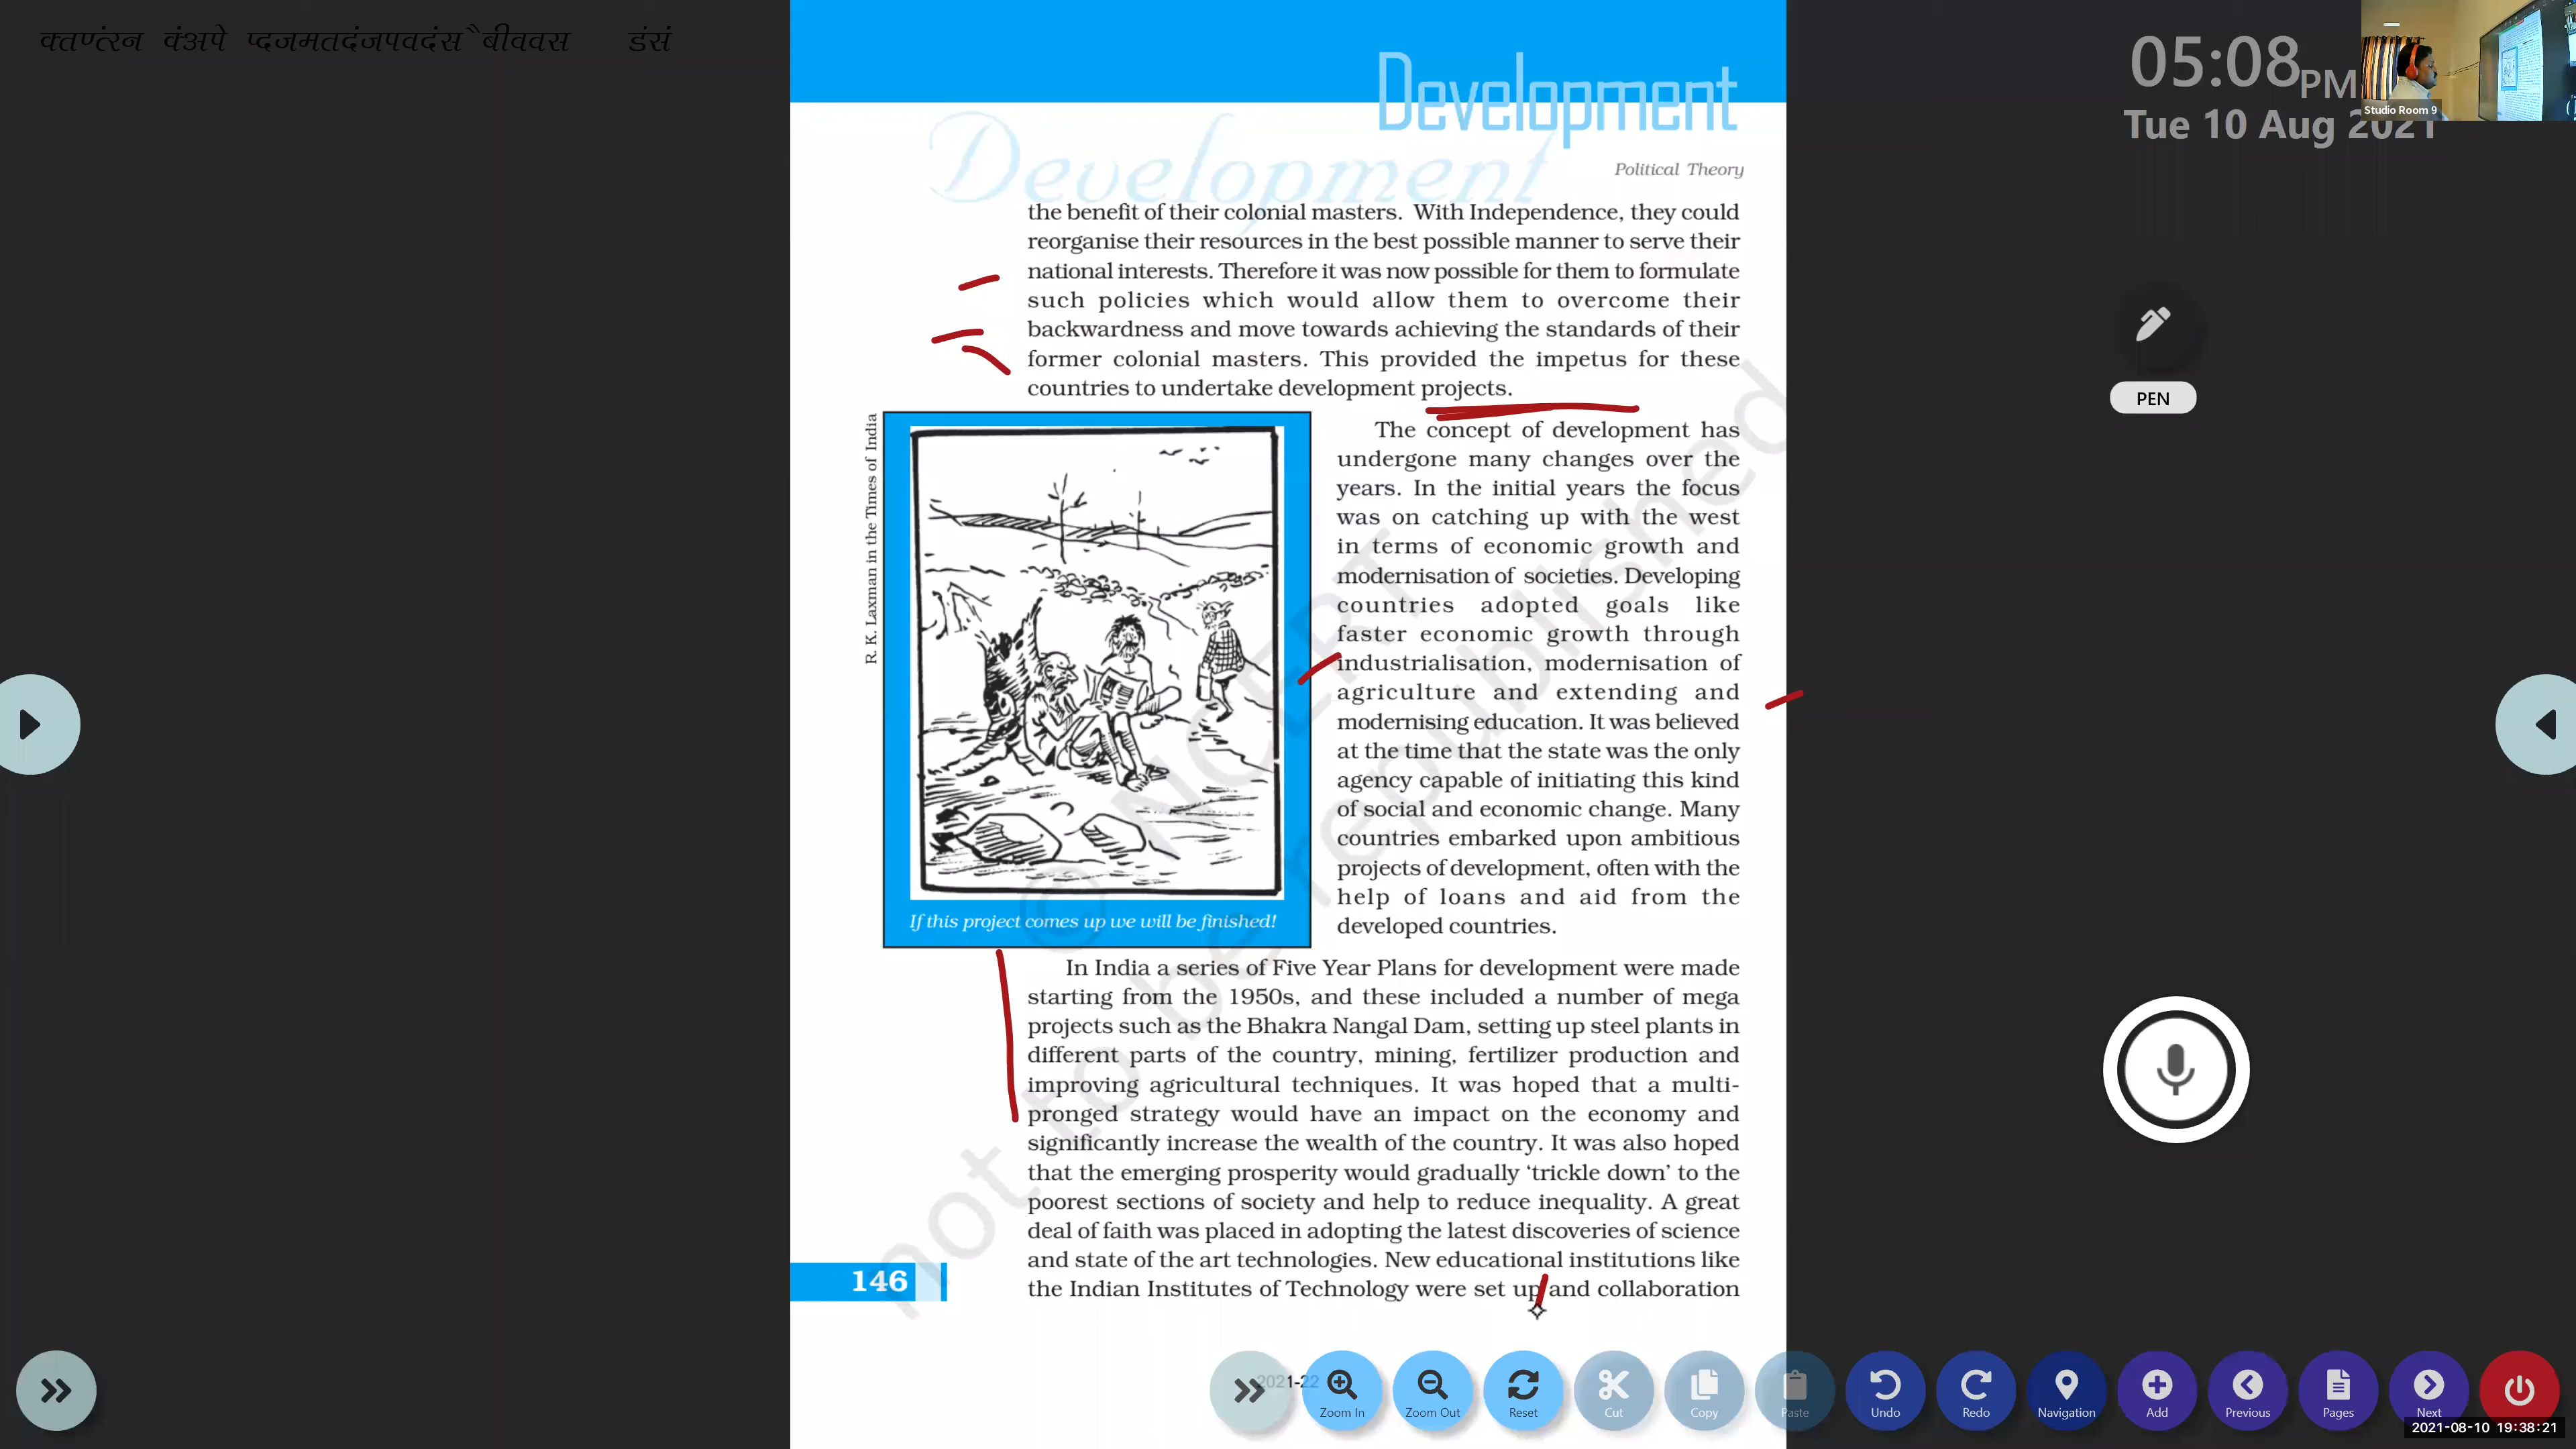 क्तण्तंरन कंअपे प्दजमतदंजपवदंस ैबीववस डंसं
05:08 PM
Tue 10 Aug 2021
Studio Room 9
Development
Development
Political Theory
the benefit of their colonial masters. With Independence, they could
reorganise their resources in the best possible manner to serve their
national interests. Therefore it was now possible for them to formulate
such policies which would allow them to overcome their
backwardness and move towards achieving the standards of their
former colonial masters. This provided the impetus for these
countries to undertake development projects.
PEN
R. K. Laxman in the Times of India
If this project comes up we will be finished!
The concept of development has
undergone many changes over the
years. In the initial years the focus
was on catching up with the west
in terms of economic growth and
modernisation of societies. Developing
countries adopted goals like
faster economic growth through
industrialisation, modernisation of
agriculture and extending and
modernising education. It was believed
at the time that the state was the only
agency capable of initiating this kind
of social and economic change. Many
countries embarked upon ambitious
projects of development, often with the
help of loans and aid from the
developed countries.
In India a series of Five Year Plans for development were made
starting from the 1950s, and these included a number of mega
projects such as the Bhakra Nangal Dam, setting up steel plants in
different parts of the country, mining, fertilizer production and
improving agricultural techniques. It was hoped that a multi-
pronged strategy would have an impact on the economy and
significantly increase the wealth of the country. It was also hoped
that the emerging prosperity would gradually ‘trickle down’ to the
poorest sections of society and help to reduce inequality. A great
deal of faith was placed in adopting the latest discoveries of science
and state of the art technologies. New educational institutions like
the Indian Institutes of Technology were set up and collaboration
146
© NCERT
not to be republished
2021-22
Zoom In Zoom Out Reset Cut Copy Paste Undo Redo Navigation Add Previous Pages Next
2021-08-10 19:38:21